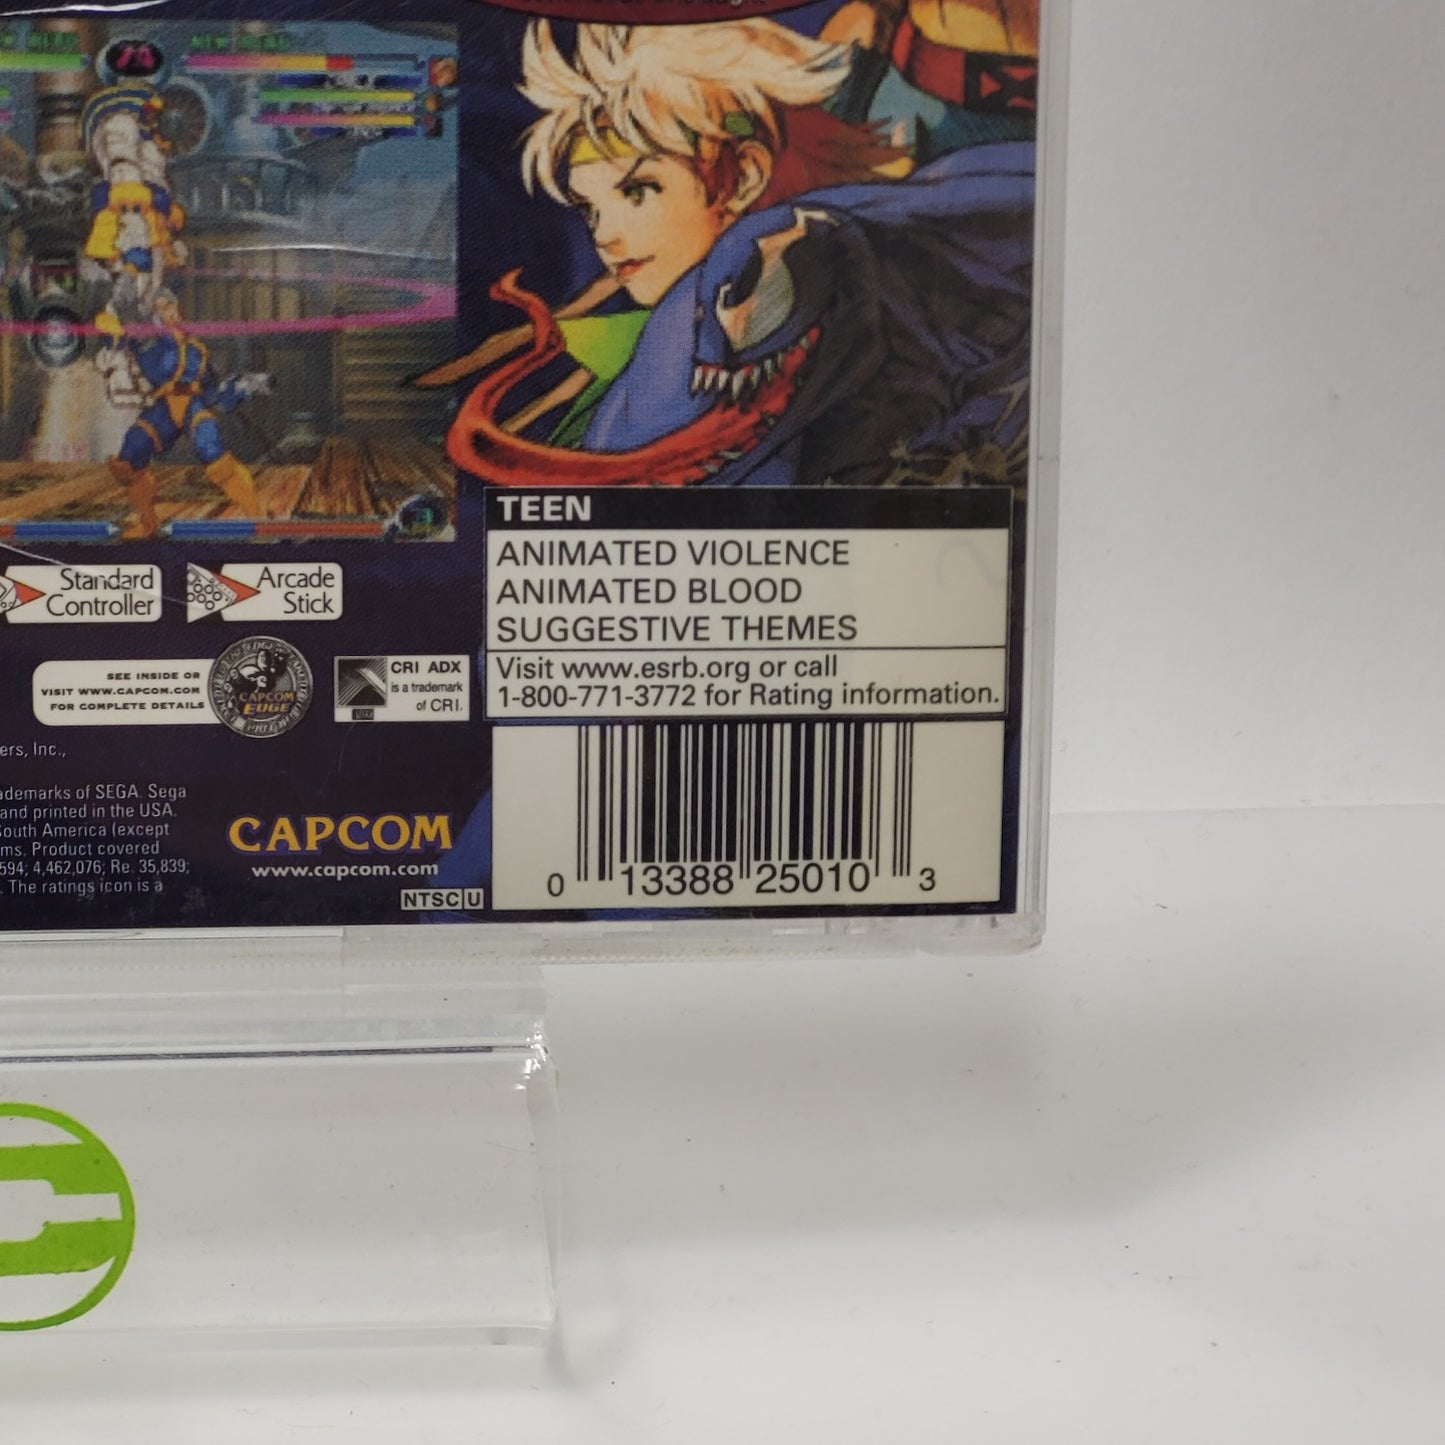 TEEN
ANIMATED VIOLENCE
ANIMATED BLOOD
SUGGESTIVE THEMES
Visit www.esrb.org or call
1-800-771-3772 for Rating information.
Standard
Controller
Arcade
Stick
SEE INSIDE OR
VISIT WWW.CAPCOM.COM
FOR COMPLETE DETAILS
CAPCOM
EDGE
CRI ADX
is a trademark
of CRI.
ers, Inc.,
ademarks of SEGA. Sega
and printed in the USA.
South America (except
ms. Product covered
594; 4,462,076; Re. 35,839;
. The ratings icon is a
CAPCOM
www.capcom.com
NTSC U
0 13388 25010 3